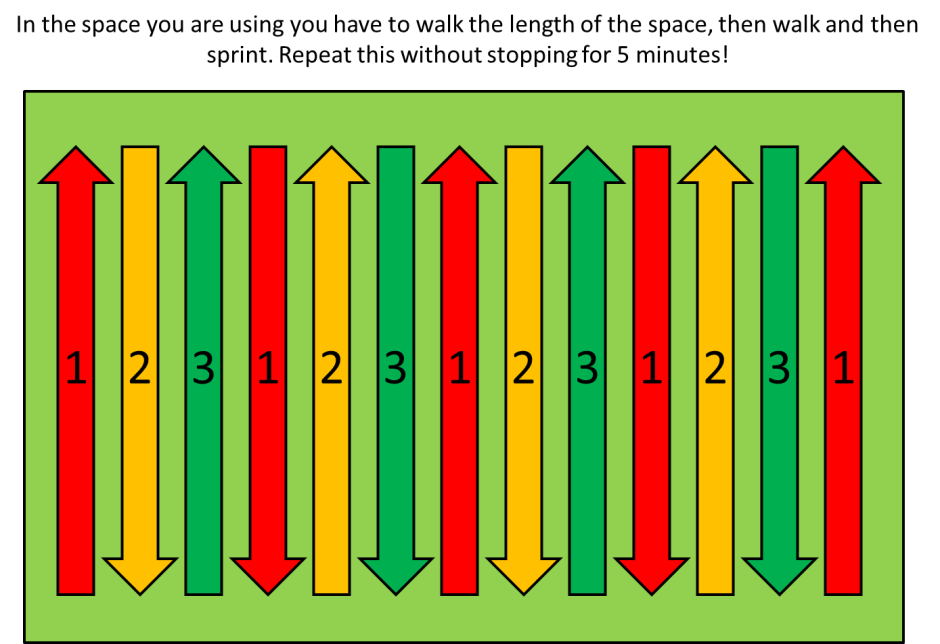 In the space you are using you have to walk the length of the space, then walk and then
sprint. Repeat this without stopping for 5 minutes!
1 2 3 1 2 3 1 2 3 1 2 3 1